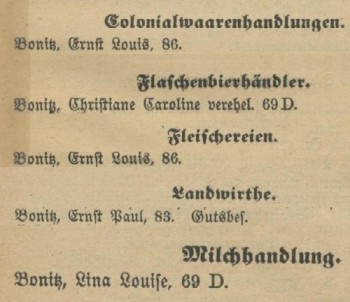 Colonialwaarenhandlungen.
Bonitz, Ernst Louis, 86.
Flaschenbierhändler.
Bonitz, Christiane Caroline verehel. 69 D.
Fleischereien.
Bonitz, Ernst Louis, 86.
Landwirthe.
Bonitz, Ernst Paul, 83. Gutsbes.
Milchhandlung.
Bonitz, Lina Louise, 69 D.